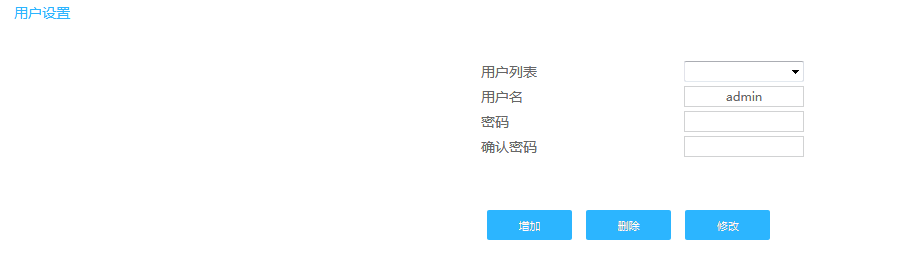 用户设置
用户列表
用户名 admin
密码
确认密码
增加 删除 修改